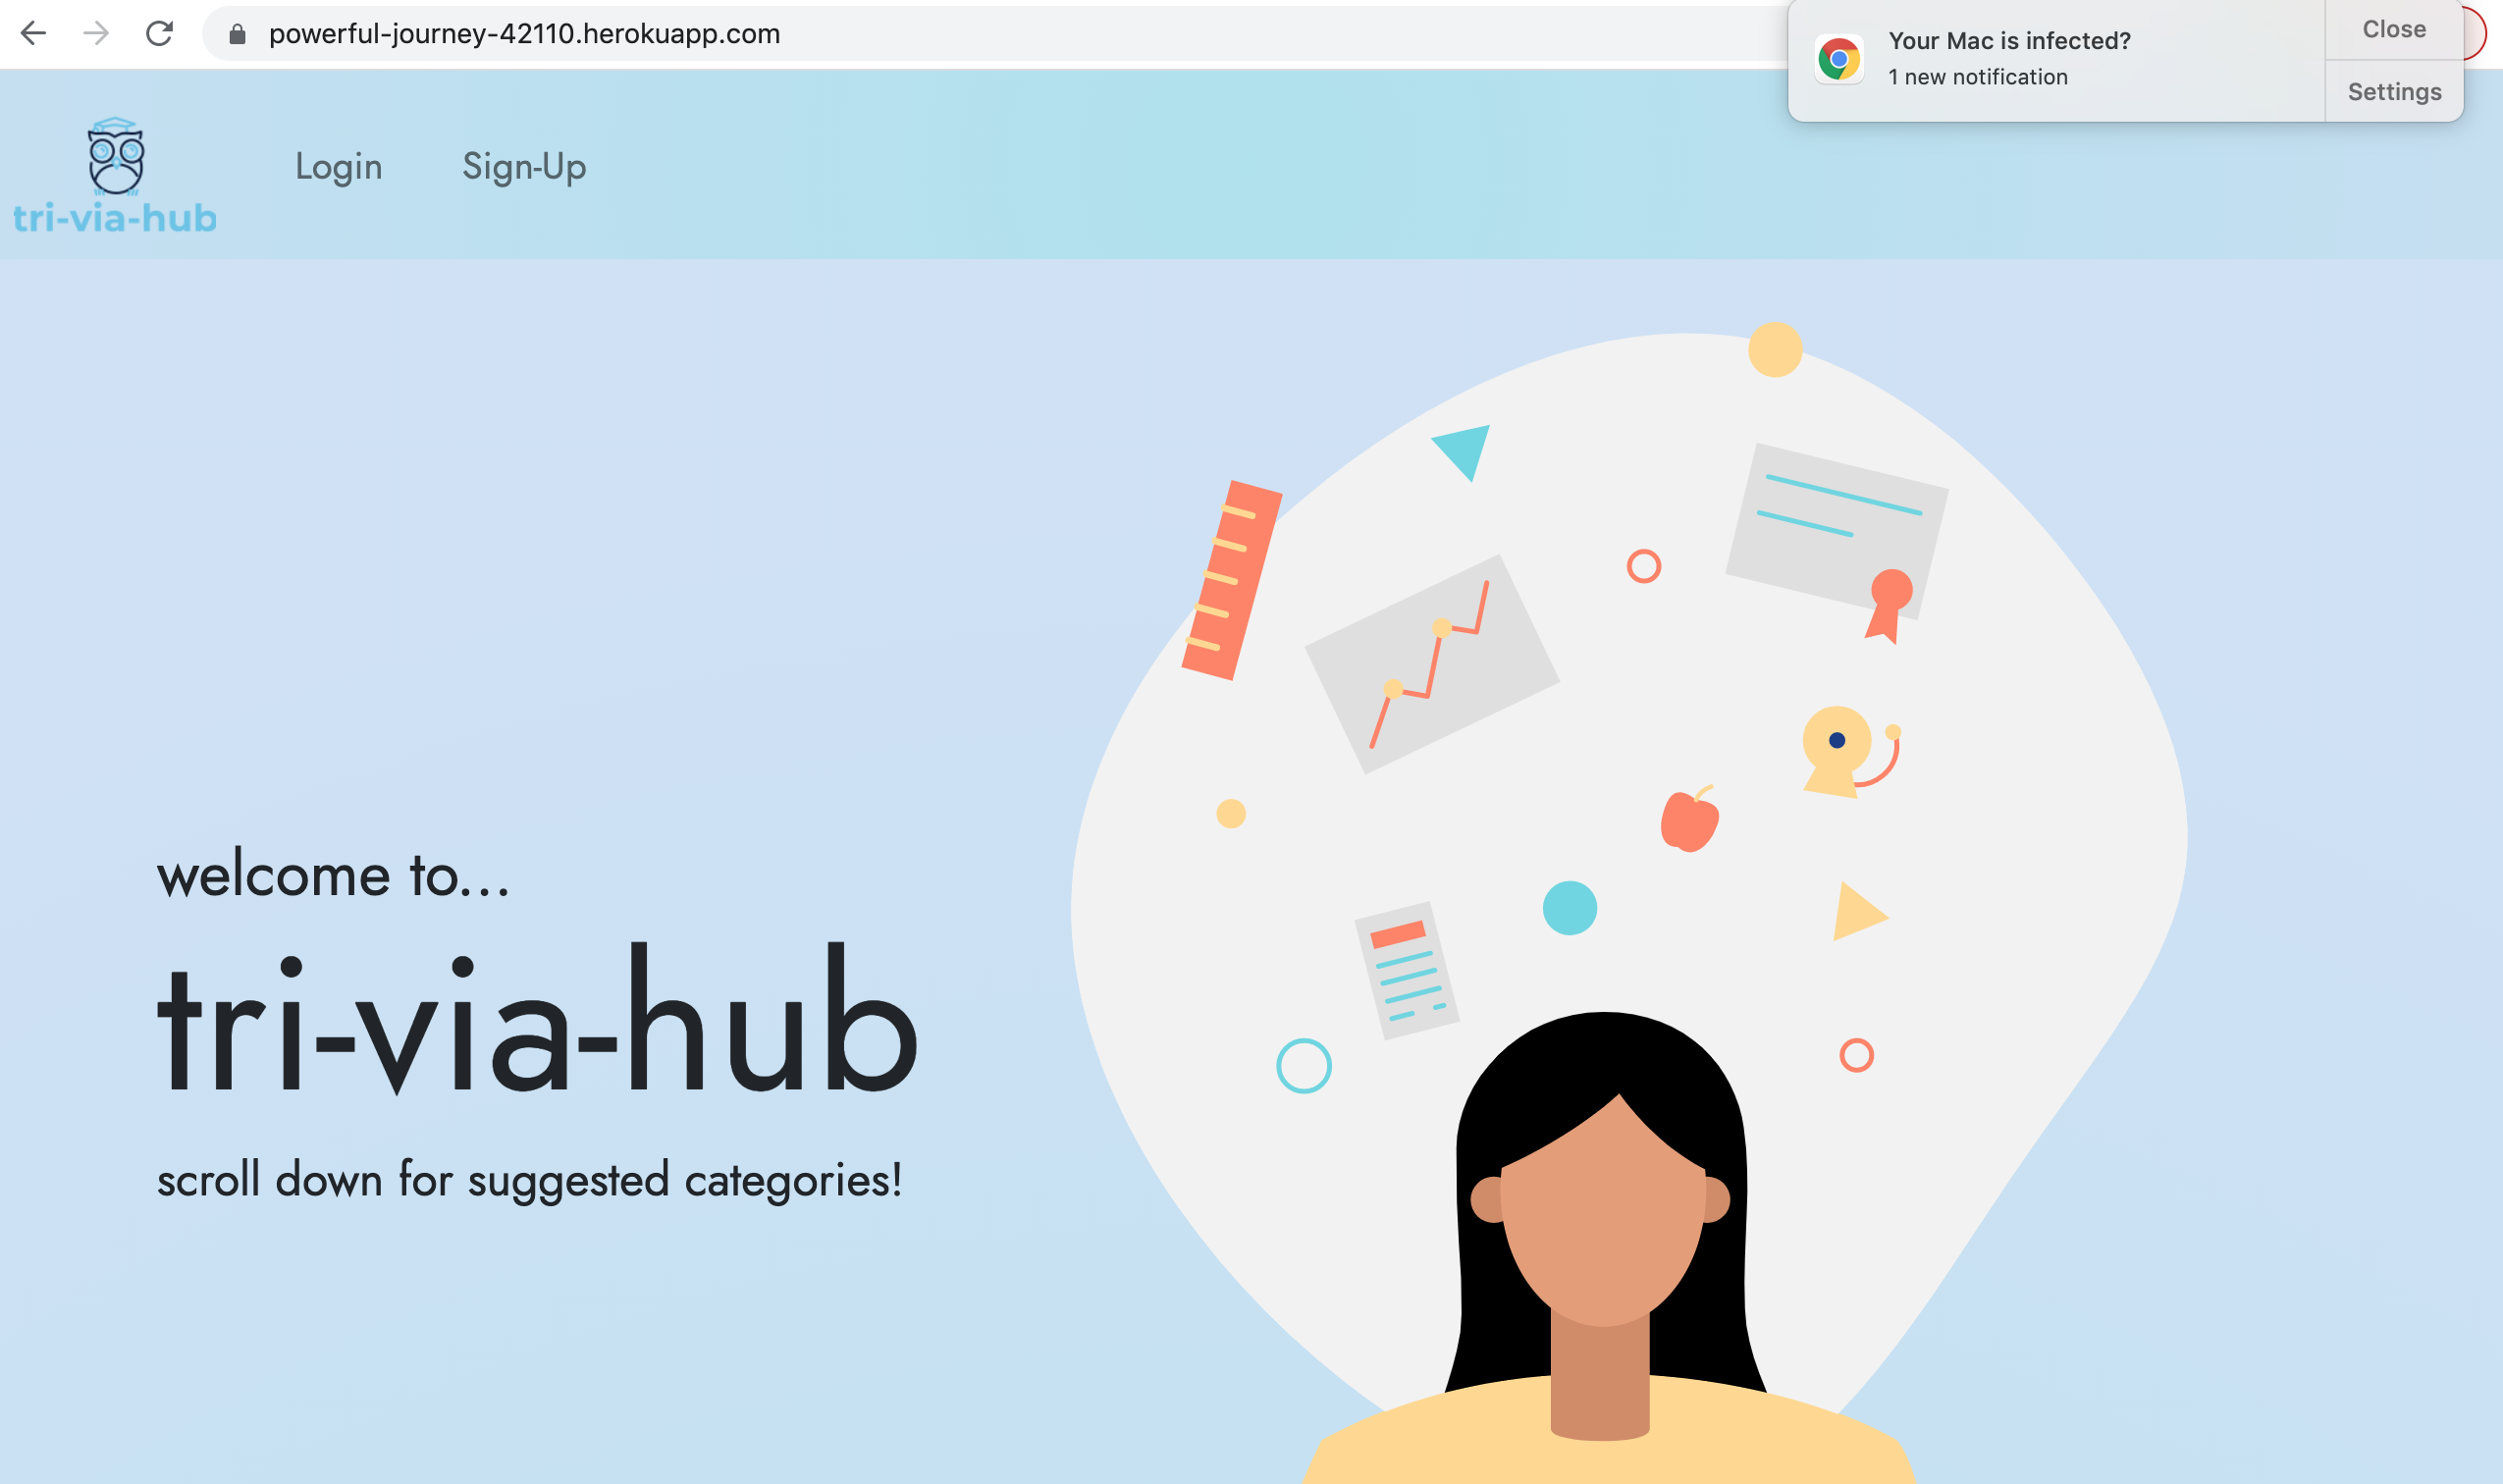 powerful-journey-42110.herokuapp.com
Your Mac is infected?
1 new notification
Close
Settings
tri-via-hub
Login
Sign-Up
welcome to...
tri-via-hub
scroll down for suggested categories!